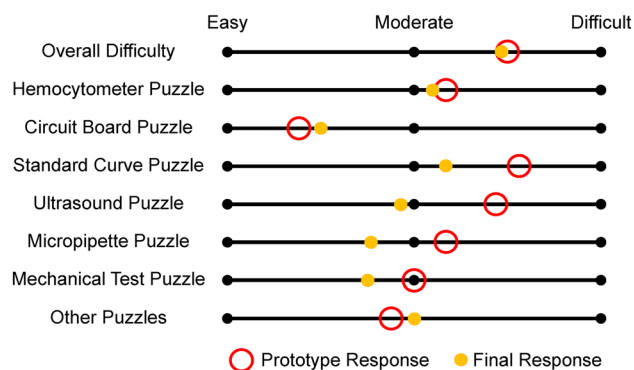 Easy Moderate Difficult
Overall Difficulty
Hemocytometer Puzzle
Circuit Board Puzzle
Standard Curve Puzzle
Ultrasound Puzzle
Micropipette Puzzle
Mechanical Test Puzzle
Other Puzzles
Prototype Response Final Response